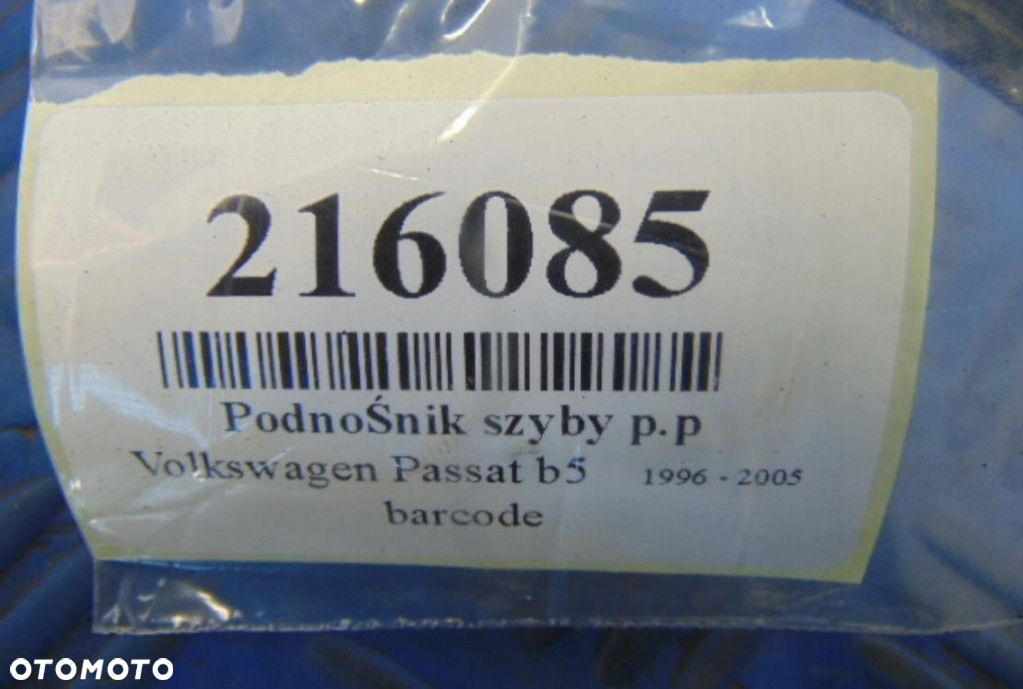 216085
PodnoŚnik szyby p.p
Volkswagen Passat b5 1996 - 2005
barcode
OTOMOTO